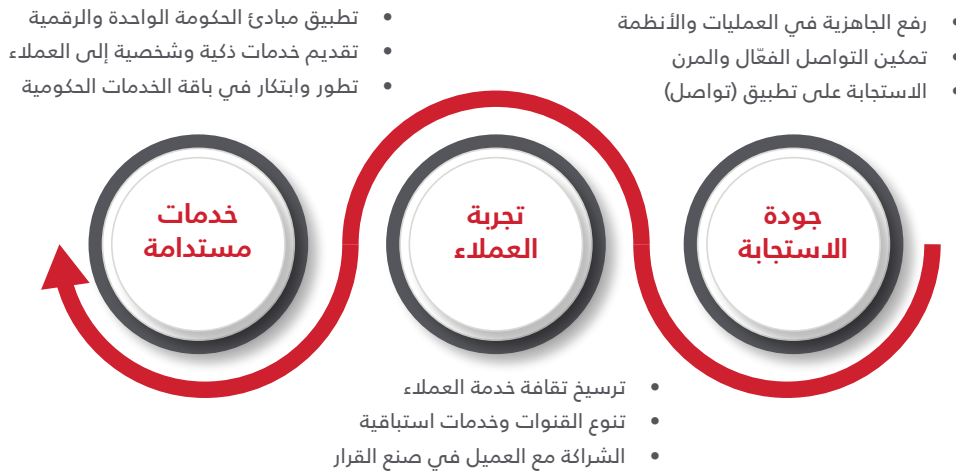 • رفع الجاهزية في العمليات والأنظمة
• تمكين التواصل الفعّال والمرن
• الاستجابة على تطبيق (تواصل)
جودة
الاستجابة
تجربة
العملاء
• ترسيخ ثقافة خدمة العملاء
• تنوع القنوات وخدمات استباقية
• الشراكة مع العميل في صنع القرار
• تطبيق مبادئ الحكومة الواحدة والرقمية
• تقديم خدمات ذكية وشخصية إلى العملاء
• تطور وابتكار في باقة الخدمات الحكومية
خدمات
مستدامة